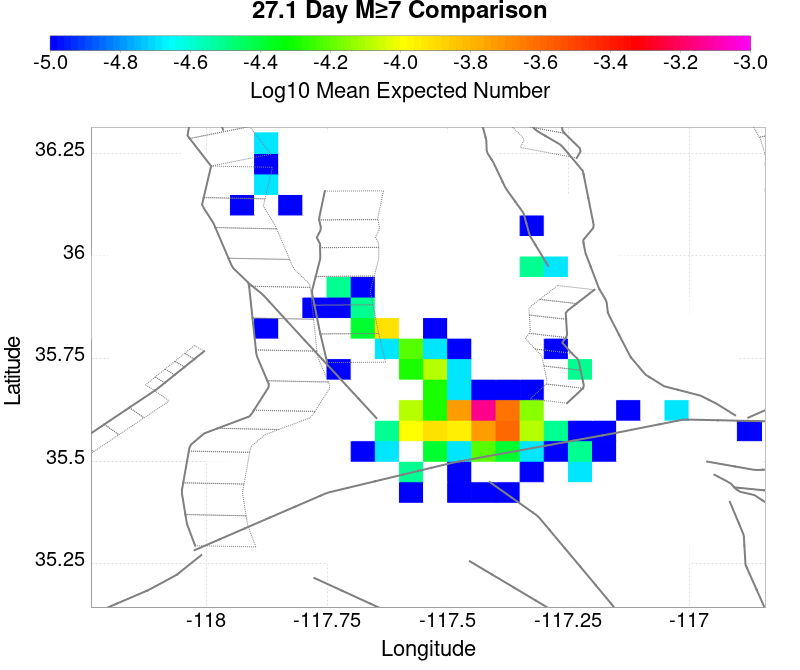 27.1 Day M≥7 Comparison
-5.0 -4.8 -4.6 -4.4 -4.2 -4.0 -3.8 -3.6 -3.4 -3.2 -3.0
Log10 Mean Expected Number
36.25
36
35.75
35.5
35.25
Latitude
-118 -117.75 -117.5 -117.25 -117
Longitude